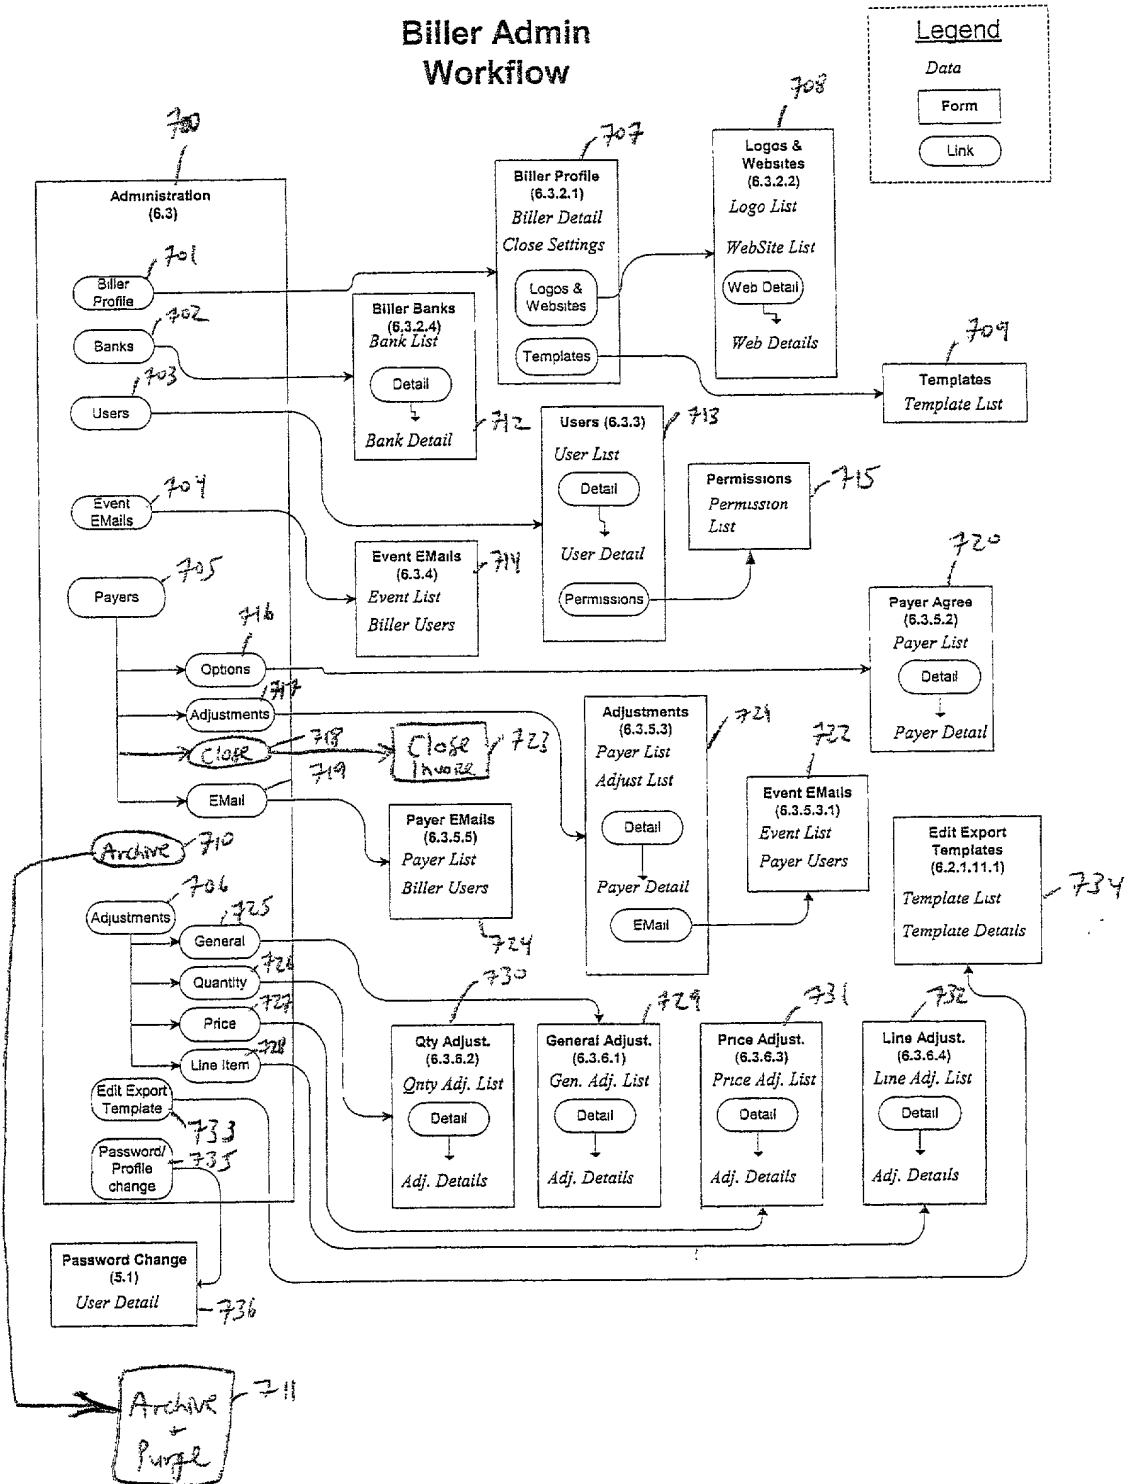 Biller Admin
Workflow
Legend
Data
Form
Link
700
Administration
(6.3)
701
Biller
Profile
702
Banks
703
Users
704
Event
EMails
705
Payers
716
Options
717
Adjustments
718
Close
719
EMail
710
Archive
706
Adjustments
725
General
726
Quantity
727
Price
728
Line Item
Edit Export
Template
733
Password/
Profile
change
735
707
Biller Profile
(6.3.2.1)
Biller Detail
Close Settings
Logos &
Websites
Templates
708
Logos &
Websites
(6.3.2.2)
Logo List
WebSite List
Web Detail
Web Details
709
Templates
Template List
Biller Banks
(6.3.2.4)
Bank List
Detail
Bank Detail
712
713
Users (6.3.3)
User List
Detail
User Detail
Permissions
715
Permissions
Permission
List
714
Event EMails
(6.3.4)
Event List
Biller Users
720
Payer Agree
(6.3.5.2)
Payer List
Detail
Payer Detail
721
Adjustments
(6.3.5.3)
Payer List
Adjust List
Detail
Payer Detail
EMail
Close
Invoice
723
722
Event EMails
(6.3.5.3.1)
Event List
Payer Users
Payer EMails
(6.3.5.5)
Payer List
Biller Users
724
Edit Export
Templates
(6.2.1.11.1)
Template List
Template Details
734
730
Qty Adjust.
(6.3.6.2)
Qnty Adj. List
Detail
Adj. Details
729
General Adjust.
(6.3.6.1)
Gen. Adj. List
Detail
Adj. Details
731
Price Adjust.
(6.3.6.3)
Price Adj. List
Detail
Adj. Details
732
Line Adjust.
(6.3.6.4)
Line Adj. List
Detail
Adj. Details
Password Change
(5.1)
User Detail
736
Archive
+
Purge
711